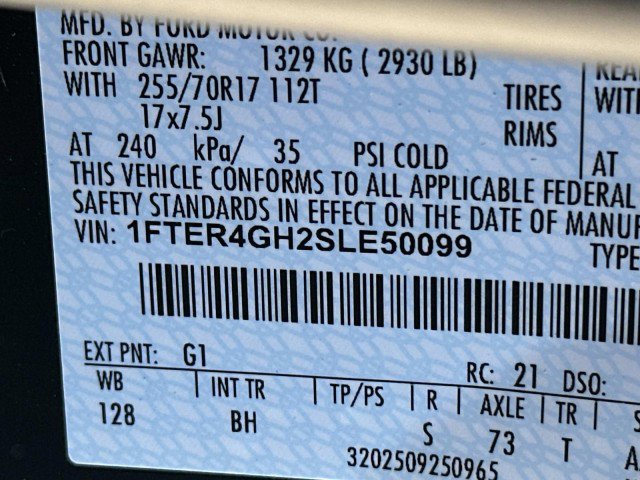 MFD. BY FORD MOTOR CO.
FRONT GAWR: 1329 KG ( 2930 LB)
WITH 255/70R17 112T TIRES
17x7.5J RIMS
AT 240 kPa/ 35 PSI COLD
THIS VEHICLE CONFORMS TO ALL APPLICABLE FEDERAL
SAFETY STANDARDS IN EFFECT ON THE DATE OF MANUF
VIN: 1FTER4GH2SLE50099 TYPE
REAR
WITH
AT
EXT PNT: G1 RC: 21 DSO:
WB INT TR TP/PS R AXLE TR S
128 BH S 73 T A
3202509250965